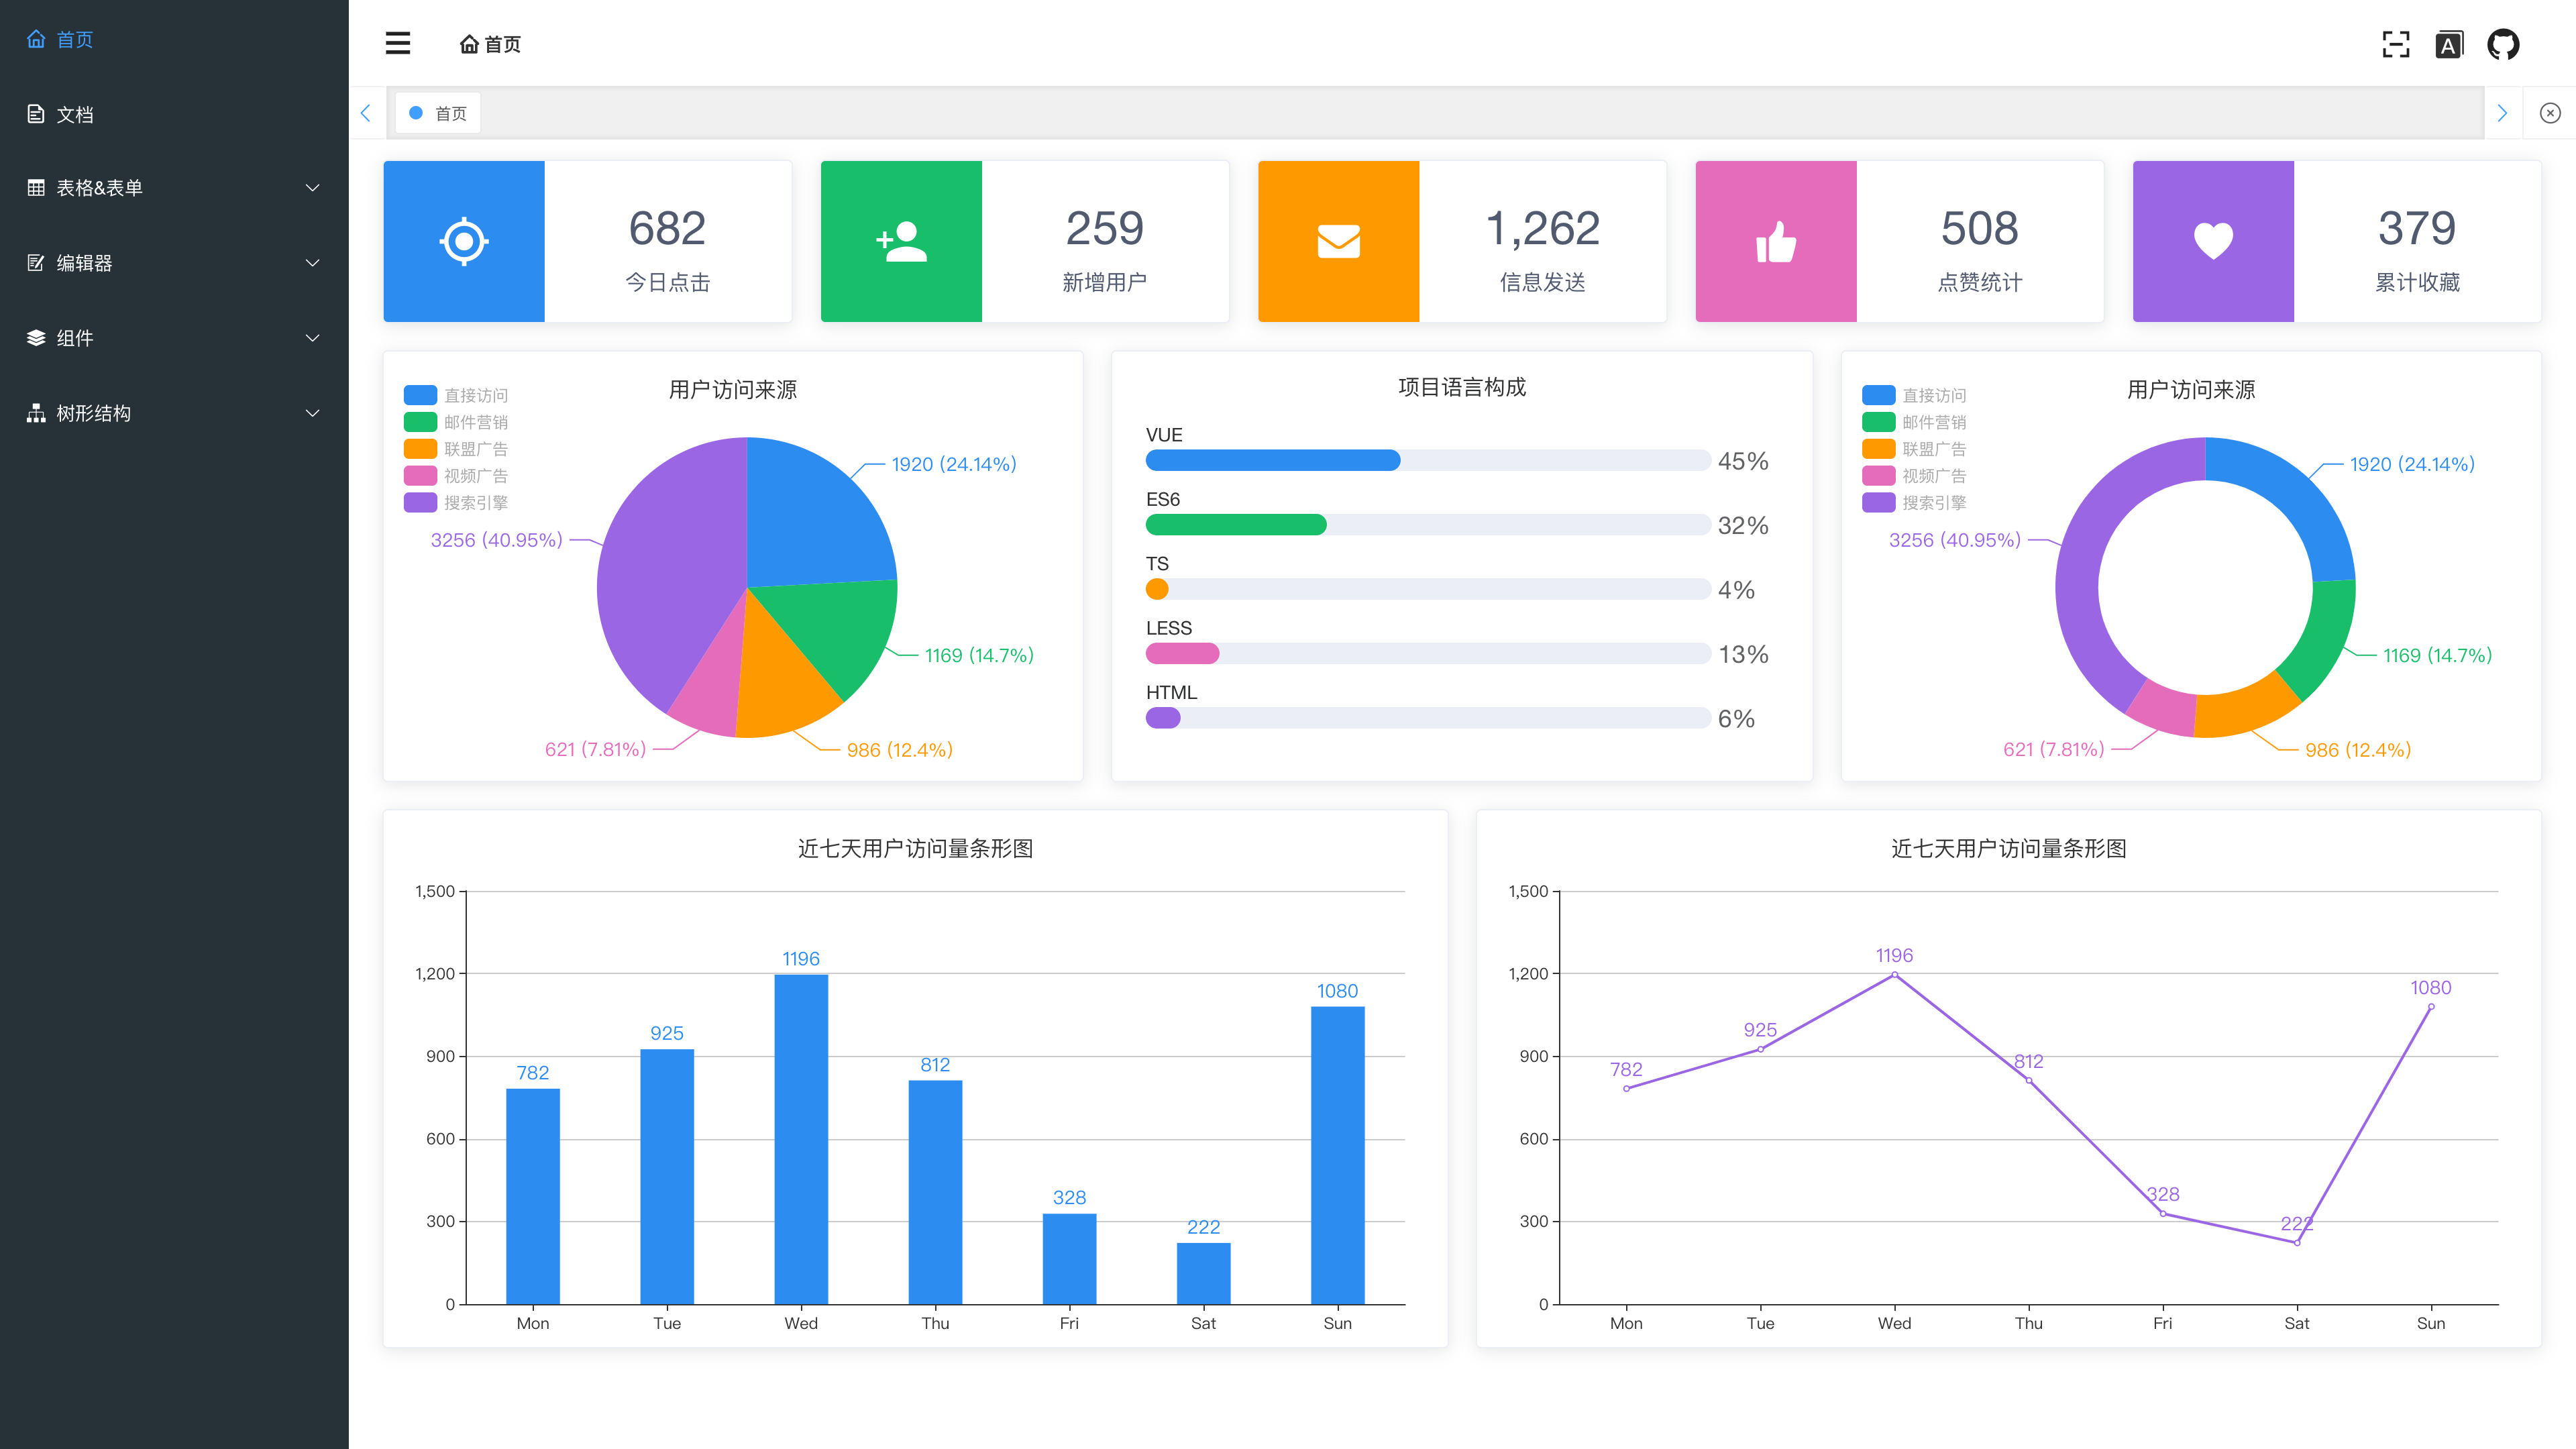 首页
文档
表格&表单
编辑器
组件
树形结构
首页
A
首页
682
今日点击
259
新增用户
1,262
信息发送
508
点赞统计
379
累计收藏
用户访问来源
直接访问
邮件营销
联盟广告
视频广告
搜索引擎
1920 (24.14%)
3256 (40.95%)
1169 (14.7%)
621 (7.81%)
986 (12.4%)
项目语言构成
VUE
45%
ES6
32%
TS
4%
LESS
13%
HTML
6%
用户访问来源
直接访问
邮件营销
联盟广告
视频广告
搜索引擎
1920 (24.14%)
3256 (40.95%)
1169 (14.7%)
621 (7.81%)
986 (12.4%)
近七天用户访问量条形图
1,500
1,200
900
600
300
0
782
925
1196
812
328
222
1080
Mon Tue Wed Thu Fri Sat Sun
近七天用户访问量条形图
1,500
1,200
900
600
300
0
782
925
1196
812
328
222
1080
Mon Tue Wed Thu Fri Sat Sun